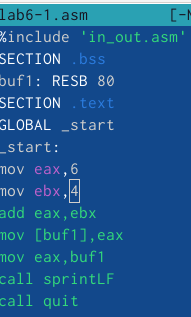 lab6-1.asm [-M
%include 'in_out.asm'
SECTION .bss
buf1: RESB 80
SECTION .text
GLOBAL _start
_start:
mov eax,6
mov ebx,4
add eax,ebx
mov [buf1],eax
mov eax,buf1
call sprintLF
call quit